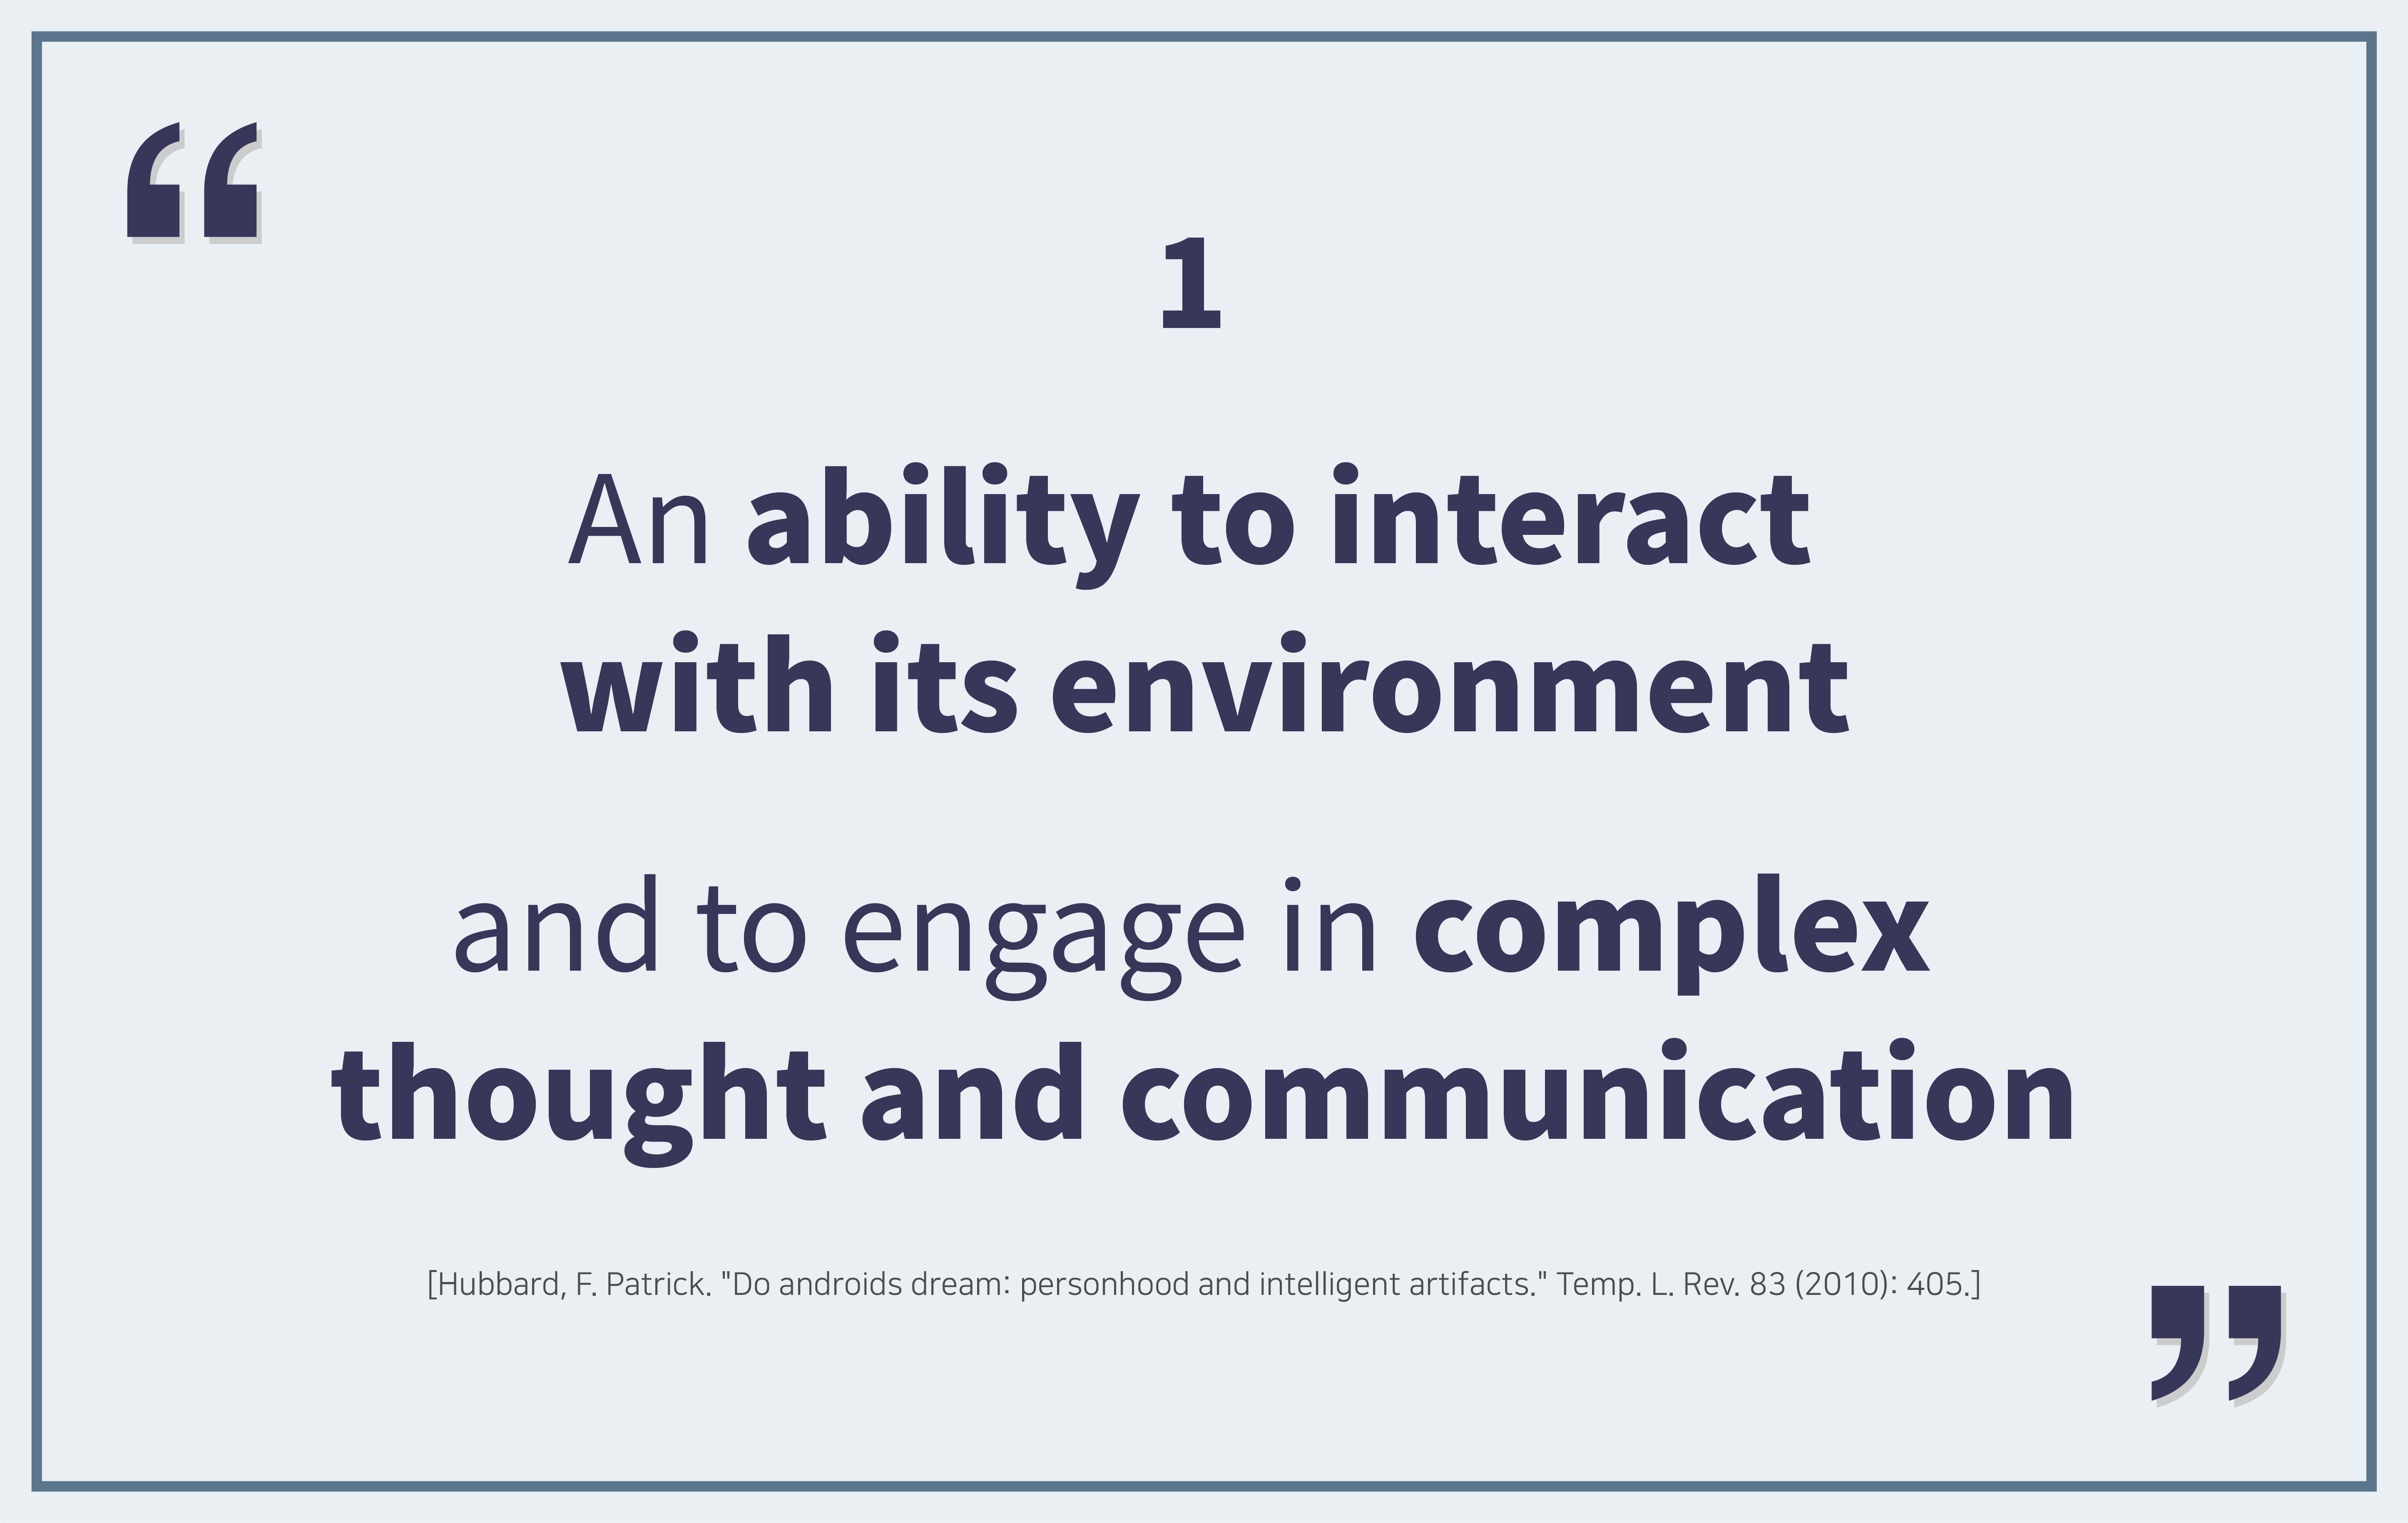 “
1
An ability to interact
with its environment
and to engage in complex
thought and communication
[Hubbard, F. Patrick. "Do androids dream: personhood and intelligent artifacts." Temp. L. Rev. 83 (2010): 405.]
”